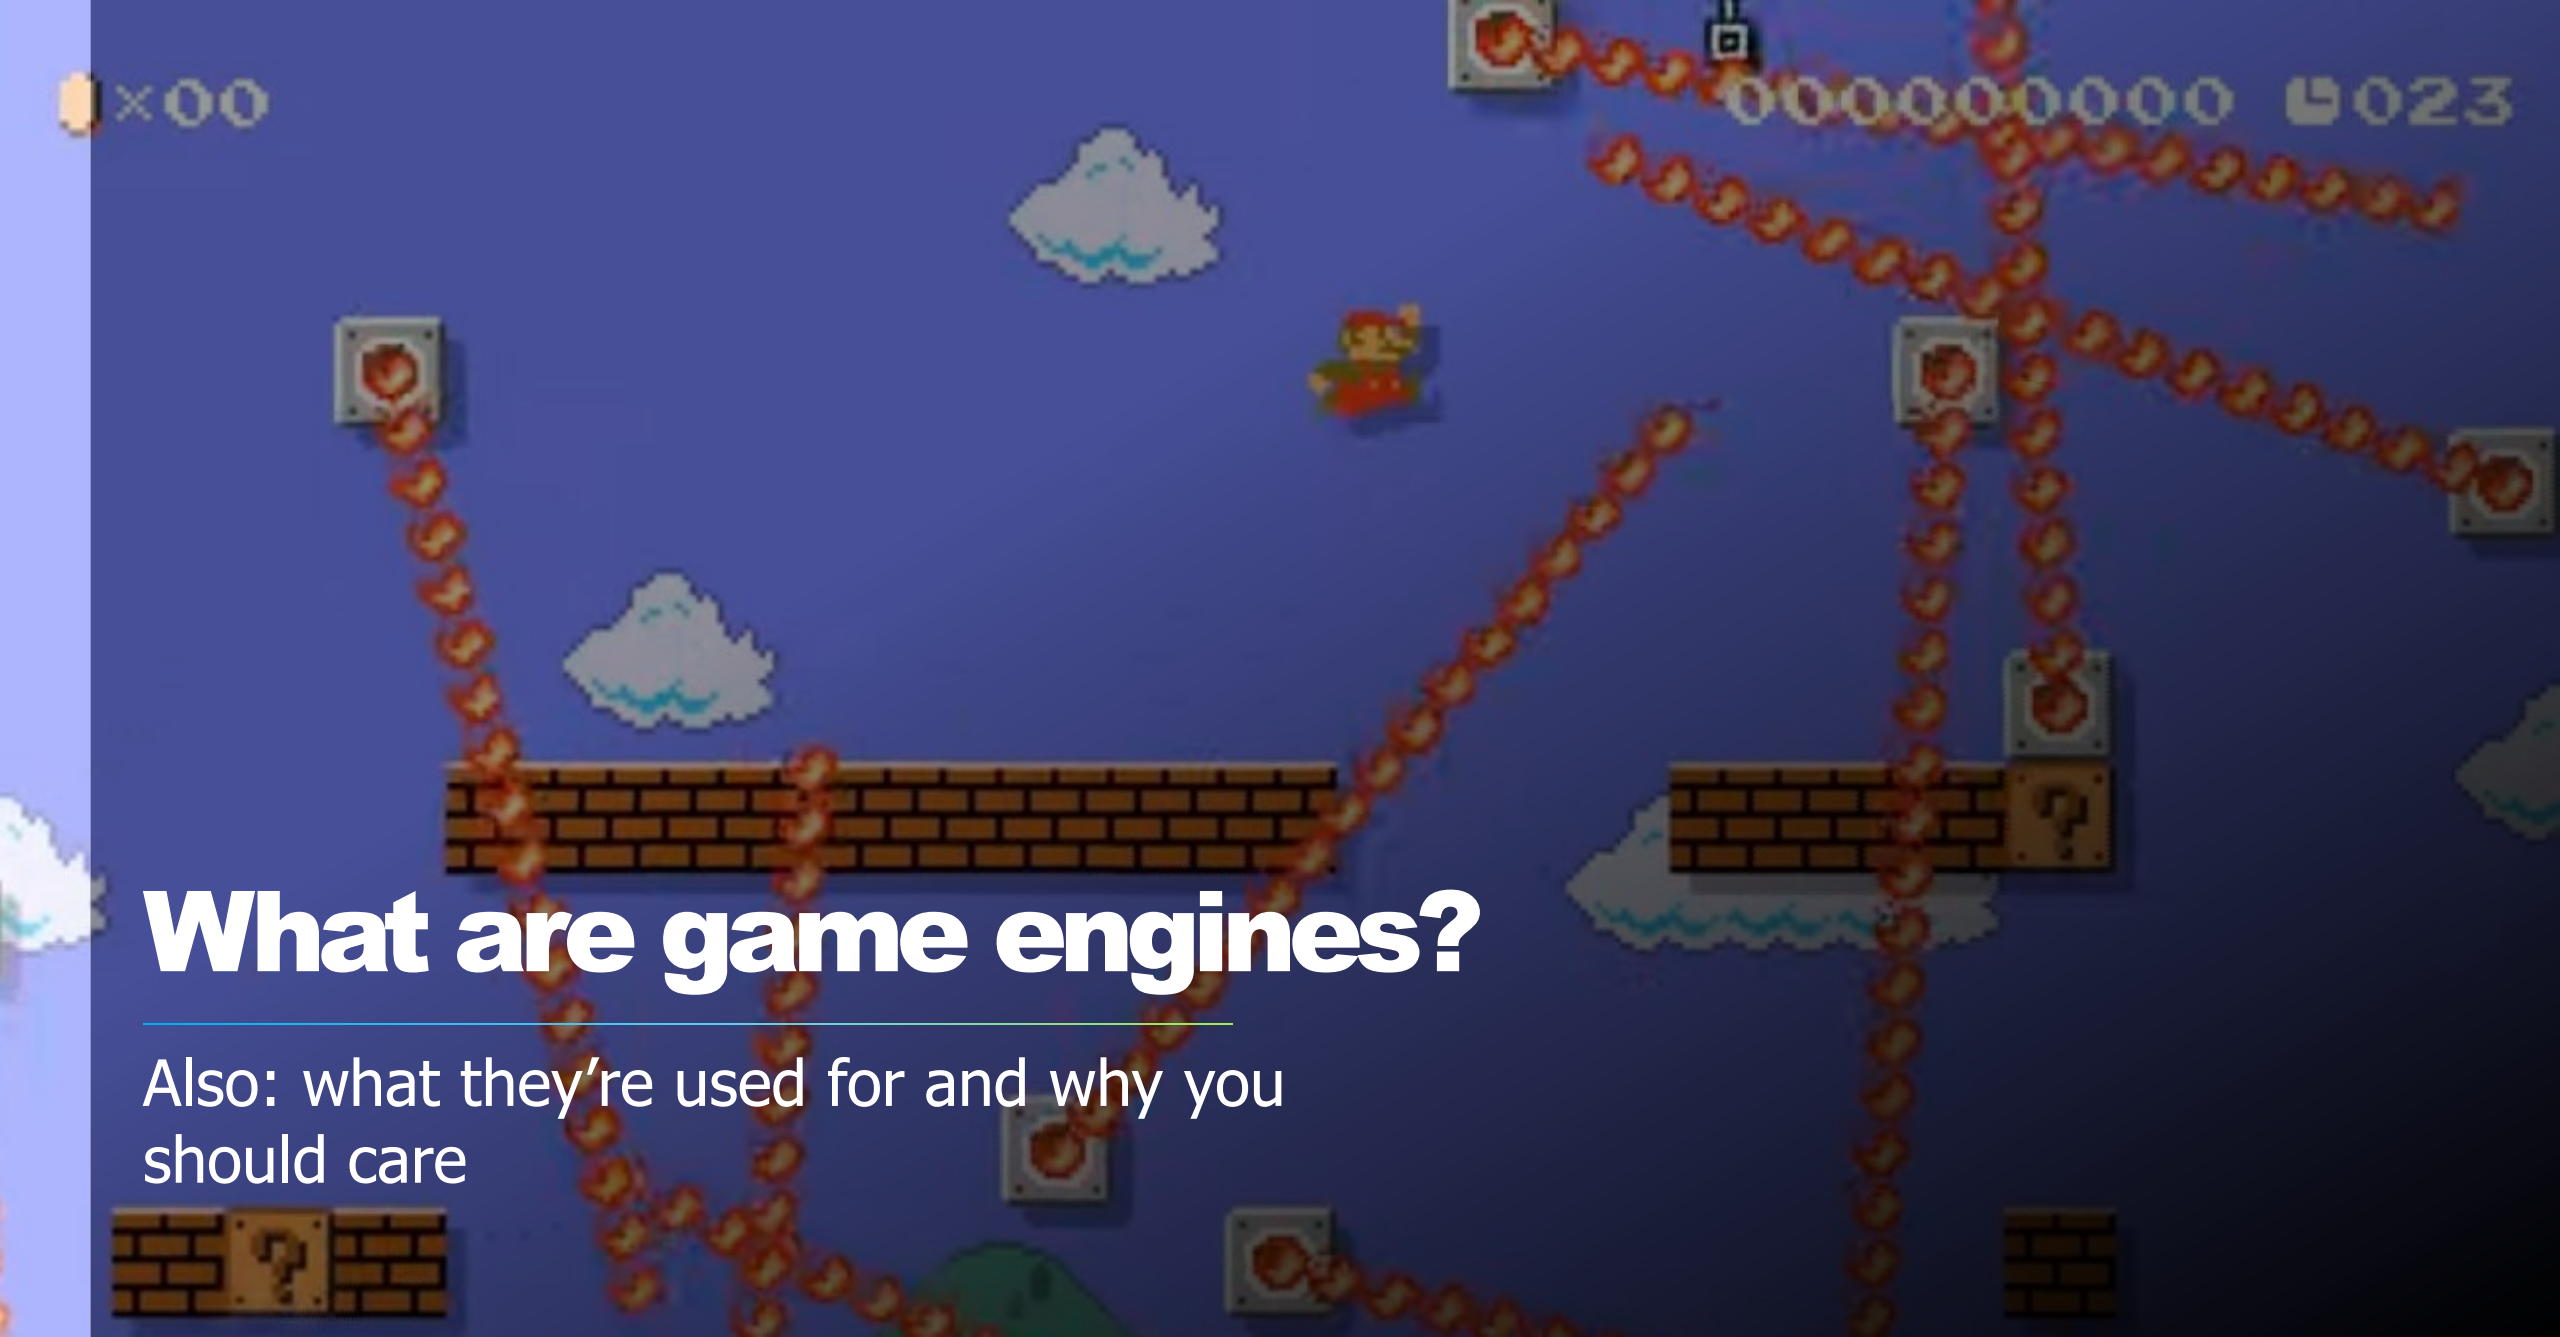 ×00
000000000 023
What are game engines?
Also: what they’re used for and why you
should care
?
?